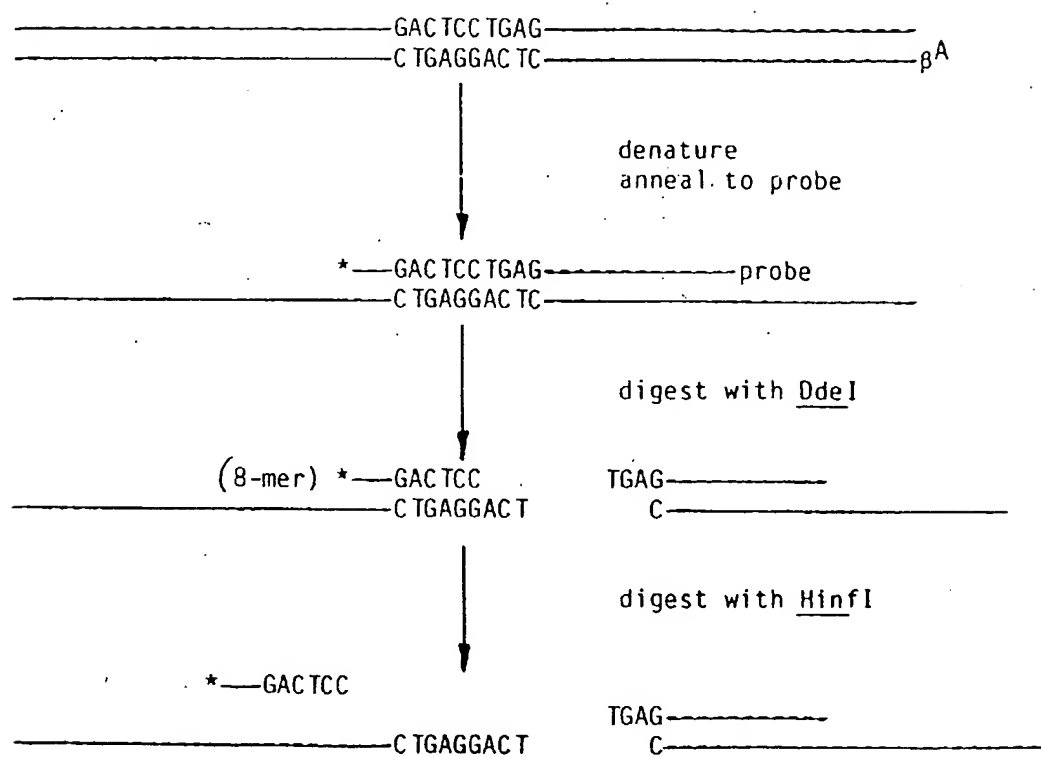 GACTCCTGAG
CTGAGGACTC βA
denature
anneal to probe
*—GACTCCTGAG probe
CTGAGGACTC
digest with DdeI
(8-mer) *—GACTCC TGAG
CTGAGGACT C
digest with HinfI
*—GACTCC
TGAG
CTGAGGACT C